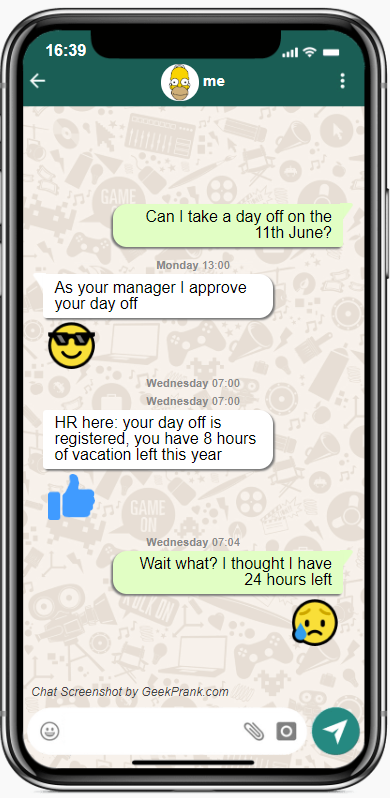 16:39
me
Can I take a day off on the
11th June?
Monday 13:00
As your manager I approve
your day off
Wednesday 07:00
Wednesday 07:00
HR here: your day off is
registered, you have 8 hours
of vacation left this year
Wednesday 07:04
Wait what? I thought I have
24 hours left
Chat Screenshot by GeekPrank.com